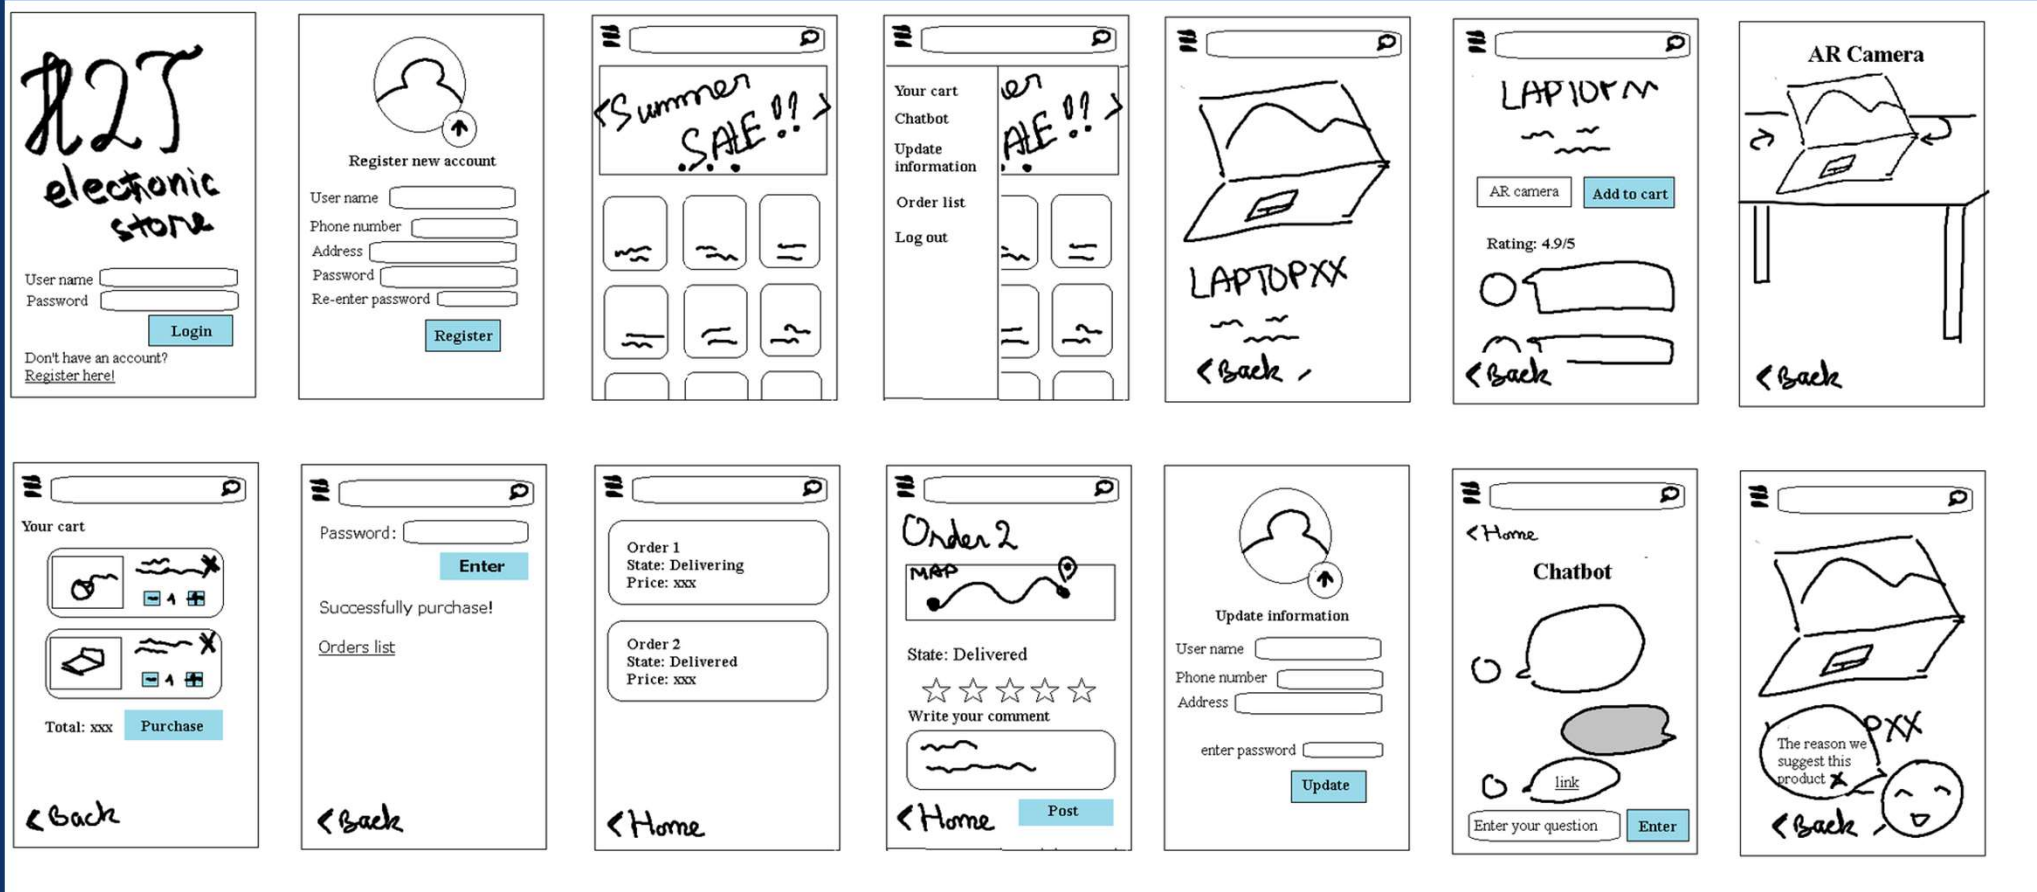 H2T
electronic
store
User name
Password
Login
Don't have an account?
Register here!
Register new account
User name
Phone number
Address
Password
Re-enter password
Register
<Summer
SALE!! >
Your cart
Chatbot
Update
information
Order list
Log out
er
ALE!! >
LAPTOPXX
<Back
AR camera
Add to cart
Rating: 4.9/5
<Back
AR Camera
<Back
Your cart
1
1
Total: xxx
Purchase
<Back
Password:
Enter
Successfully purchase!
Orders list
<Back
Order 1
State: Delivering
Price: xxx
Order 2
State: Delivered
Price: xxx
<Home
Order 2
MAP
State: Delivered
Write your comment
<Home
Post
Update information
User name
Phone number
Address
enter password
Update
<Home
Chatbot
link
Enter your question
Enter
PXX
The reason we
suggest this
product X
<Back